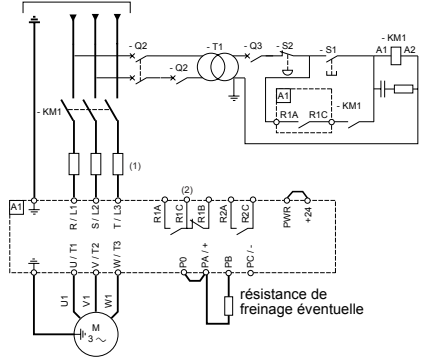 - Q2
- T1
- Q3
- S2
- S1
- KM1
A1
A2
- Q2
A1
R1A
R1C
- KM1
- KM1
(1)
(2)
A1
R / L1
S / L2
T / L3
R1A
R1C
R1B
R2A
R2C
PWR
+24
U / T1
V / T2
W / T3
P0
PA / +
PB
PC / -
U1
V1
W1
M
3 ~
résistance de
freinage éventuelle